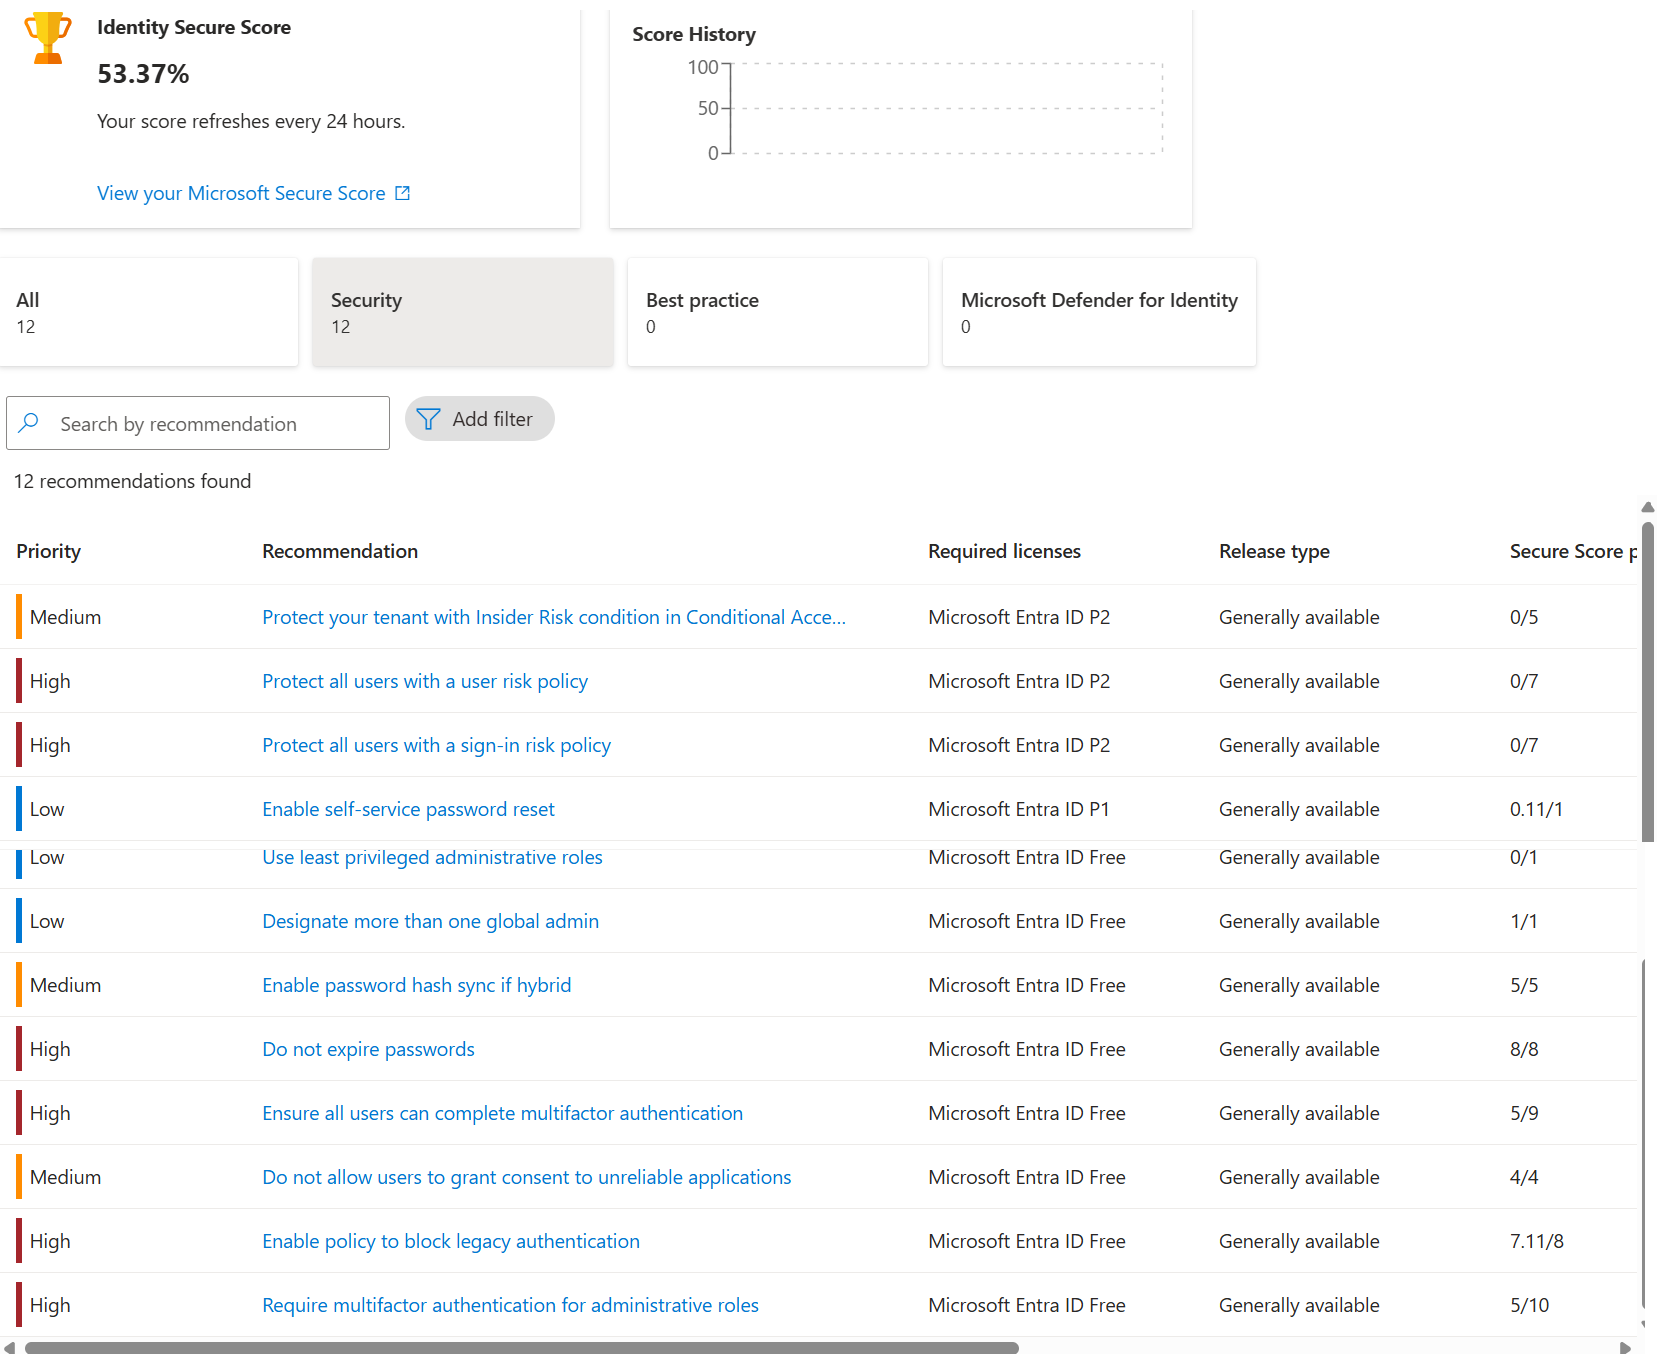 Identity Secure Score
53.37%
Your score refreshes every 24 hours.
View your Microsoft Secure Score
Score History
100
50
0
All
12
Security
12
Best practice
0
Microsoft Defender for Identity
0
Search by recommendation
Add filter
12 recommendations found
Priority Recommendation Required licenses Release type Secure Score p
Medium Protect your tenant with Insider Risk condition in Conditional Acce... Microsoft Entra ID P2 Generally available 0/5
High Protect all users with a user risk policy Microsoft Entra ID P2 Generally available 0/7
High Protect all users with a sign-in risk policy Microsoft Entra ID P2 Generally available 0/7
Low Enable self-service password reset Microsoft Entra ID P1 Generally available 0.11/1
Low Use least privileged administrative roles Microsoft Entra ID Free Generally available 0/1
Low Designate more than one global admin Microsoft Entra ID Free Generally available 1/1
Medium Enable password hash sync if hybrid Microsoft Entra ID Free Generally available 5/5
High Do not expire passwords Microsoft Entra ID Free Generally available 8/8
High Ensure all users can complete multifactor authentication Microsoft Entra ID Free Generally available 5/9
Medium Do not allow users to grant consent to unreliable applications Microsoft Entra ID Free Generally available 4/4
High Enable policy to block legacy authentication Microsoft Entra ID Free Generally available 7.11/8
High Require multifactor authentication for administrative roles Microsoft Entra ID Free Generally available 5/10